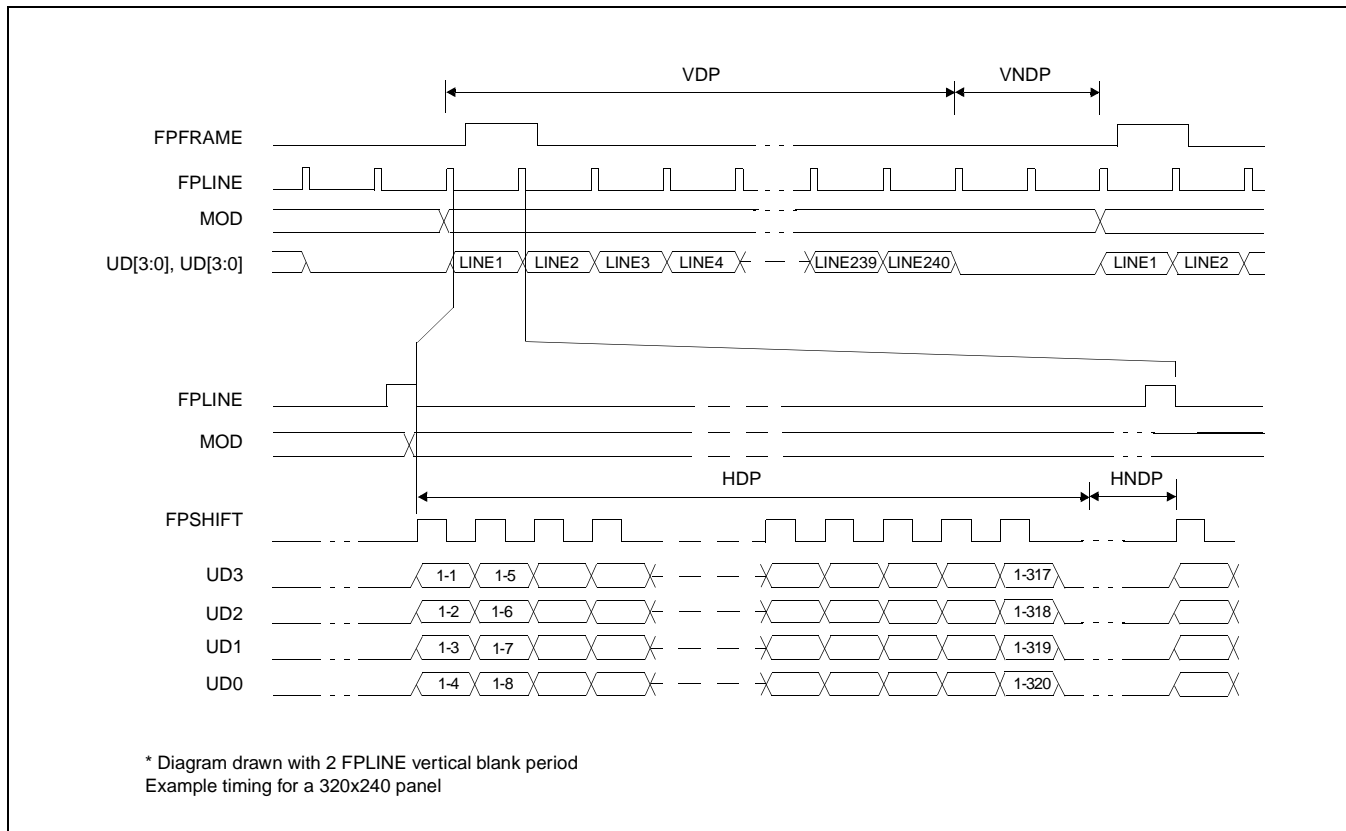 VDP VNDP
FPFRAME
FPLINE
MOD
UD[3:0], UD[3:0] LINE1 LINE2 LINE3 LINE4 LINE239 LINE240 LINE1 LINE2
FPLINE
MOD
HDP HNDP
FPSHIFT
UD3 1-1 1-5 1-317
UD2 1-2 1-6 1-318
UD1 1-3 1-7 1-319
UD0 1-4 1-8 1-320
* Diagram drawn with 2 FPLINE vertical blank period
Example timing for a 320x240 panel